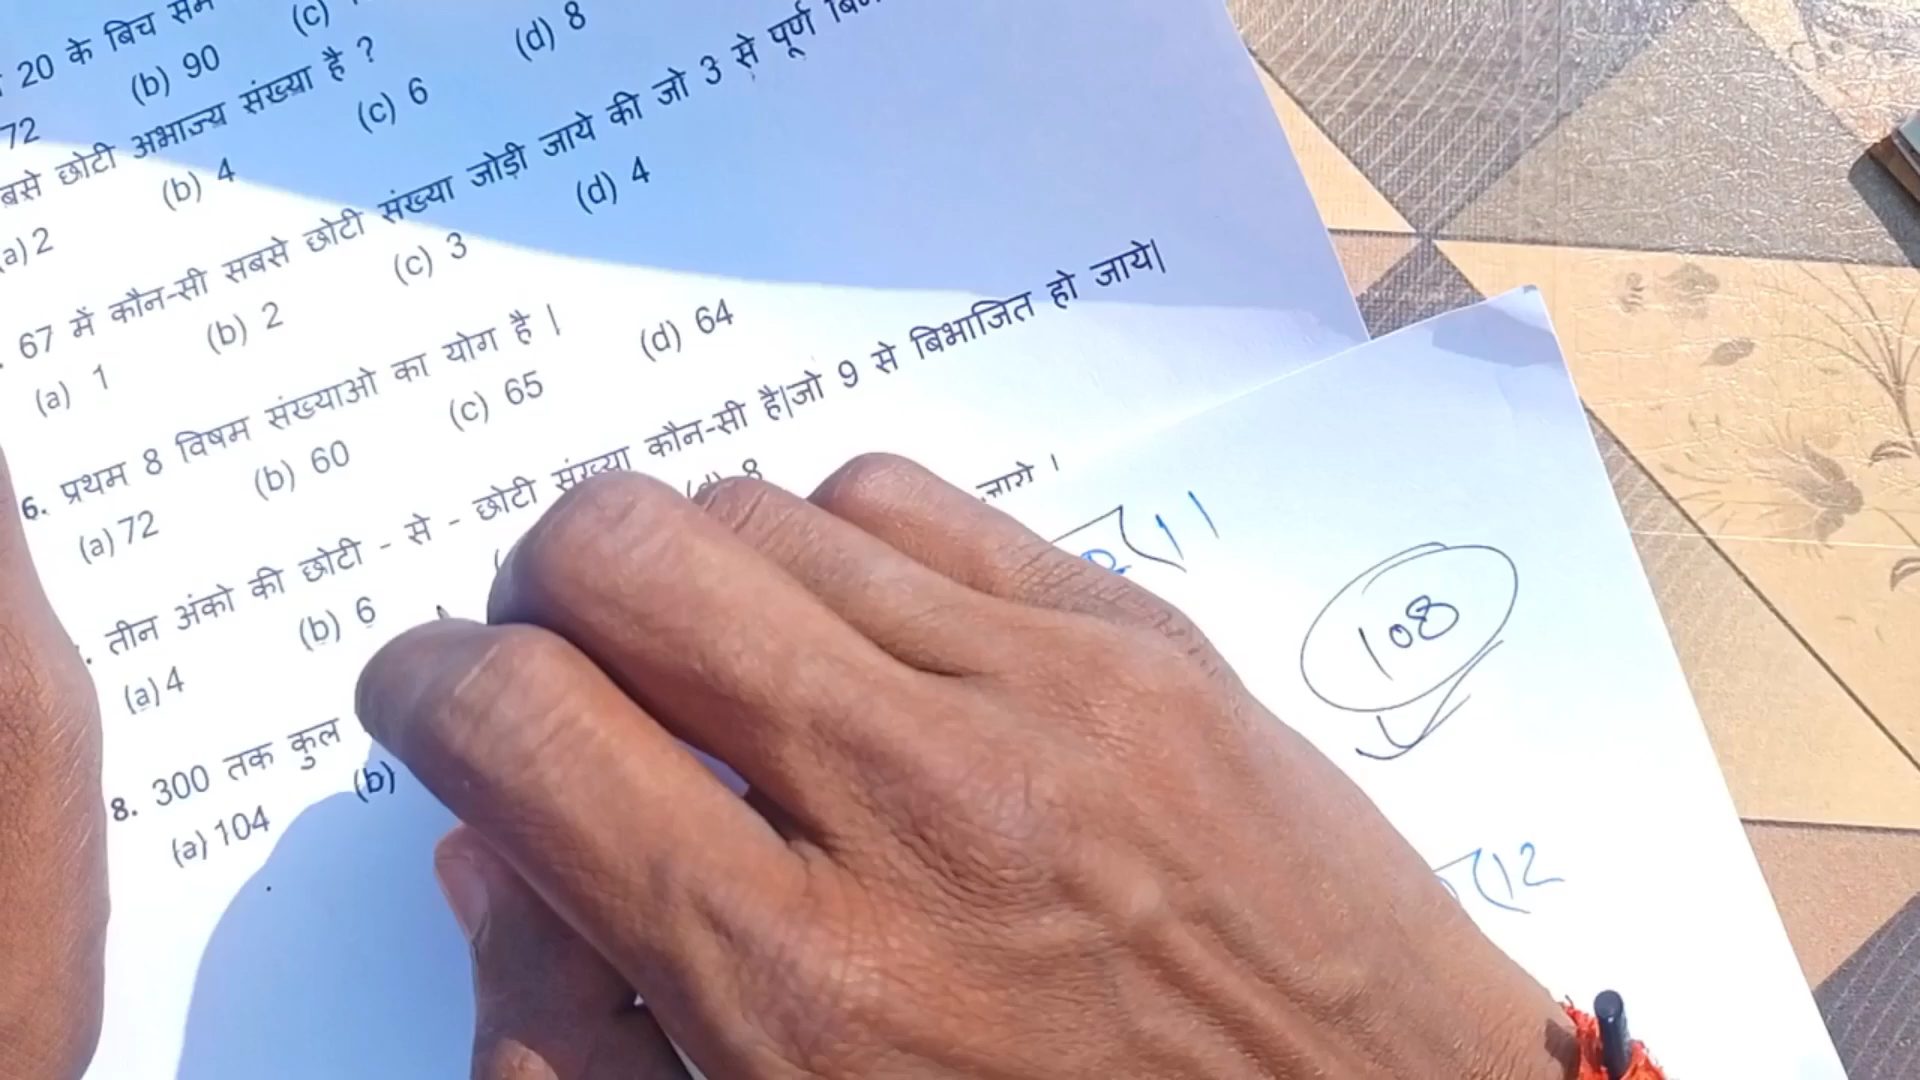 20 के बिच
72 (b) 90 (c)
बसे छोटी अभाज्य संख्या है ?
(a) 2 (b) 4 (c) 6 (d) 8
67 में कौन-सी सबसे छोटी संख्या जोड़ी जाये की जो 3 से पूर्ण
(a) 1 (b) 2 (c) 3 (d) 4
6. प्रथम 8 विषम संख्याओ का योग है |
(a) 72 (b) 60 (c) 65 (d) 64
तीन अंको की छोटी - से - छोटी संख्या कौन-सी है|जो 9 से बिभाजित हो जाये|
(a) 4 (b) 6 (d) 8
8. 300 तक कुल
(a) 104 (b)
11
108
12